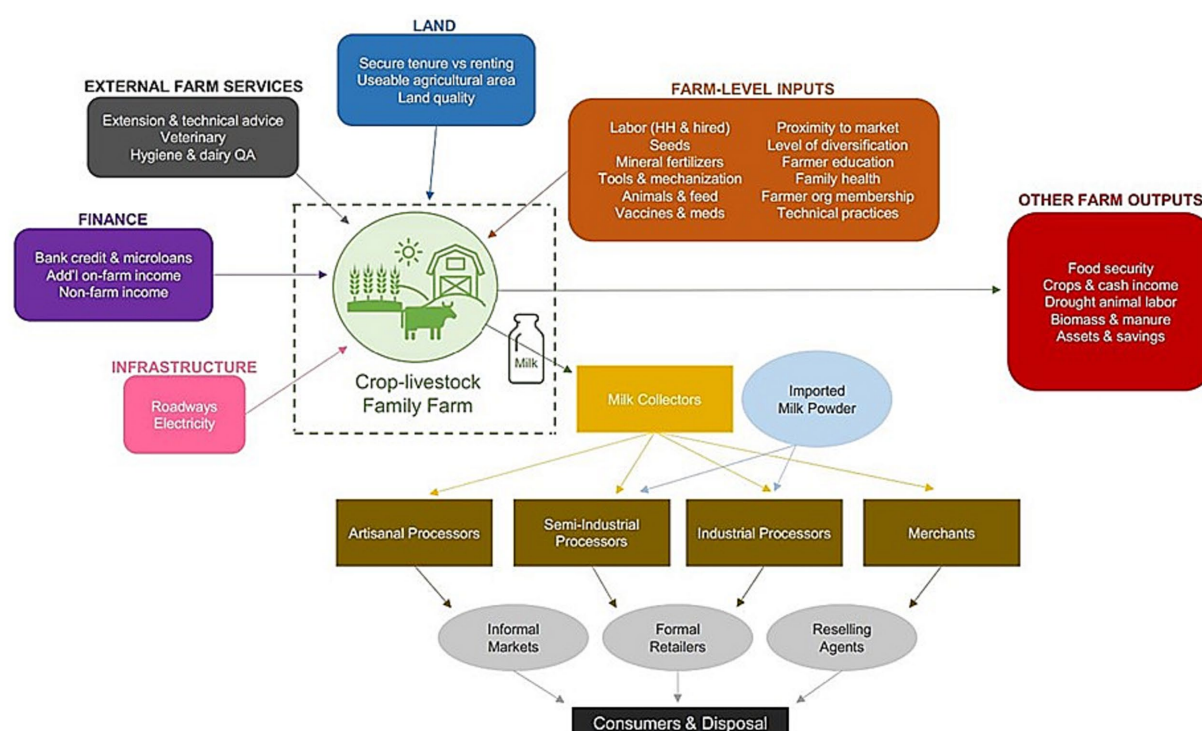 LAND
Secure tenure vs renting
Useable agricultural area
Land quality
EXTERNAL FARM SERVICES
Extension & technical advice
Veterinary
Hygiene & dairy QA
FARM-LEVEL INPUTS
Labor (HH & hired)
Seeds
Mineral fertilizers
Tools & mechanization
Animals & feed
Vaccines & meds
Proximity to market
Level of diversification
Farmer education
Family health
Farmer org membership
Technical practices
FINANCE
Bank credit & microloans
Add'l on-farm income
Non-farm income
OTHER FARM OUTPUTS
Food security
Crops & cash income
Drought animal labor
Biomass & manure
Assets & savings
INFRASTRUCTURE
Roadways
Electricity
Milk
Crop-livestock
Family Farm
Milk Collectors
Imported
Milk Powder
Artisanal Processors
Semi-Industrial
Processors
Industrial Processors
Merchants
Informal
Markets
Formal
Retailers
Reselling
Agents
Consumers & Disposal